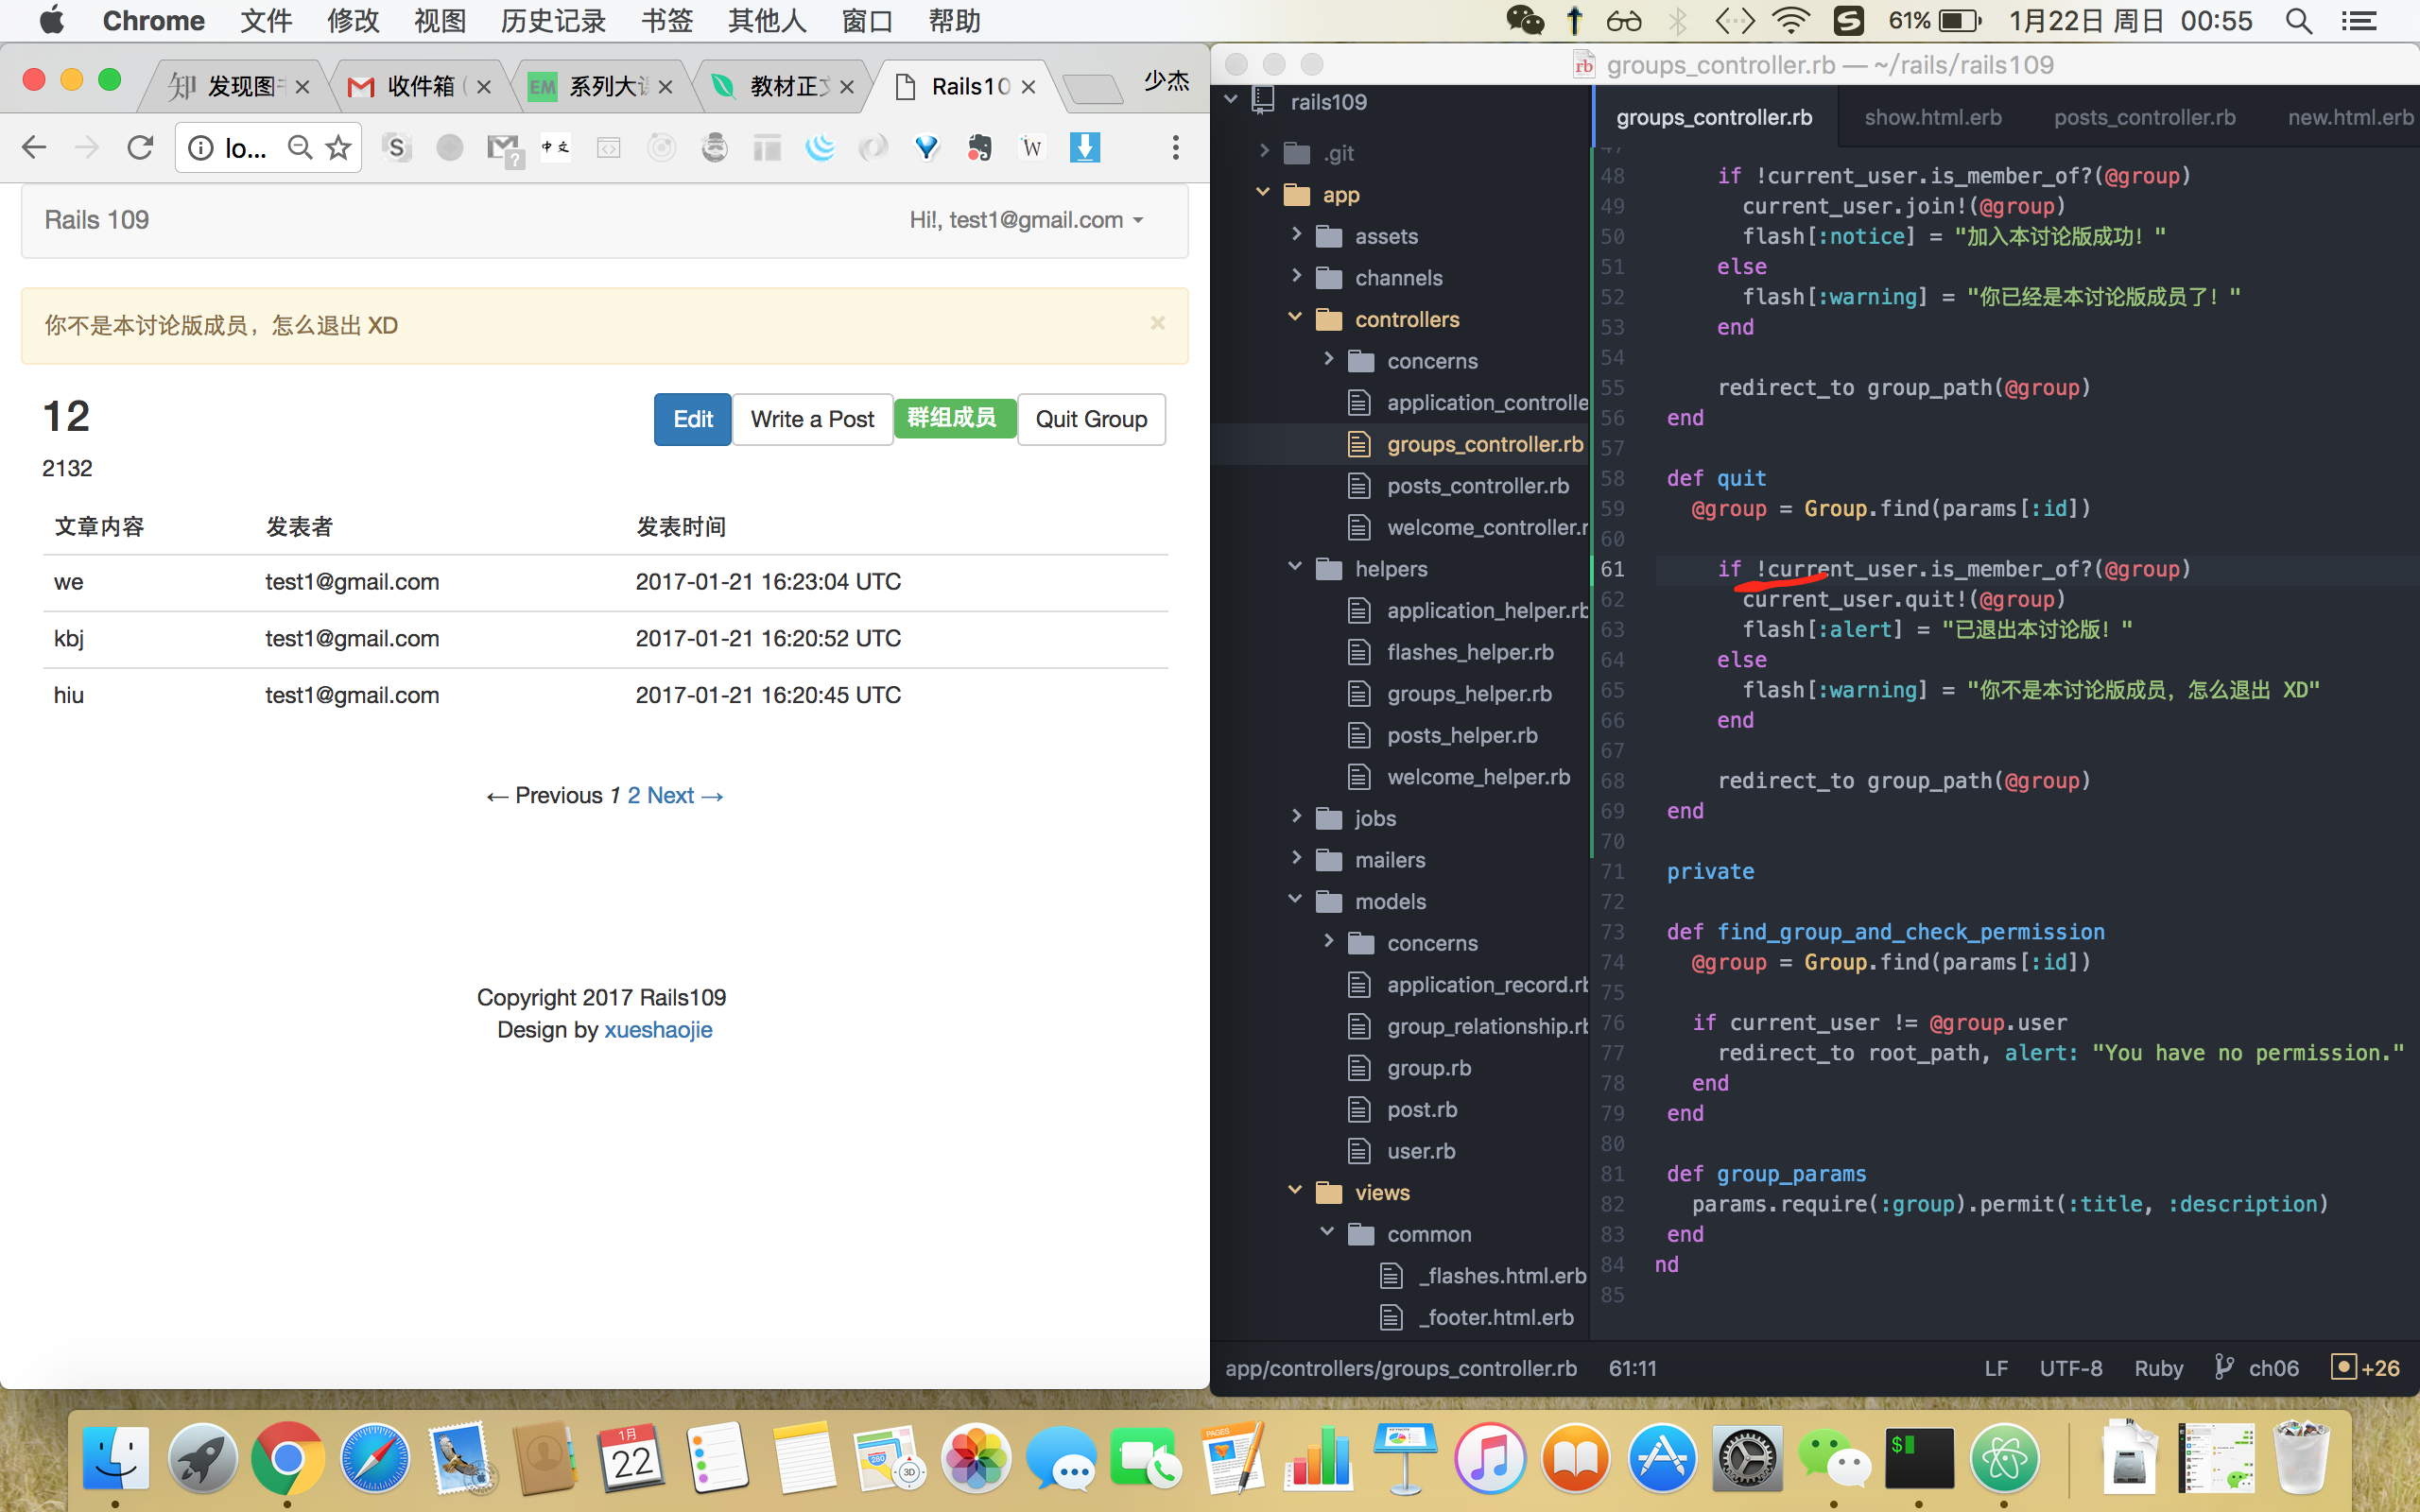 Chrome 文件 修改 视图 历史记录 书签 其他人 窗口 帮助 61% 1月22日 周日 00:55
知 发现图 收件箱 ( EM 系列大 教材正文 Rails10 少杰
lo...
S ? 中文 W
Rails 109 Hi!, test1@gmail.com
你不是本讨论版成员，怎么退出 XD ×
12 Edit Write a Post 群组成员 Quit Group
2132
文章内容 发表者 发表时间
we test1@gmail.com 2017-01-21 16:23:04 UTC
kbj test1@gmail.com 2017-01-21 16:20:52 UTC
hiu test1@gmail.com 2017-01-21 16:20:45 UTC
← Previous 1 2 Next →
Copyright 2017 Rails109
Design by xueshaojie
rb groups_controller.rb — ~/rails/rails109
rails109
.git
app
assets
channels
controllers
concerns
application_controlle
groups_controller.rb
posts_controller.rb
welcome_controller.r
helpers
application_helper.rb
flashes_helper.rb
groups_helper.rb
posts_helper.rb
welcome_helper.rb
jobs
mailers
models
concerns
application_record.rb
group_relationship.rb
group.rb
post.rb
user.rb
views
common
_flashes.html.erb
_footer.html.erb
groups_controller.rb show.html.erb posts_controller.rb new.html.erb
47
48 if !current_user.is_member_of?(@group)
49 current_user.join!(@group)
50 flash[:notice] = "加入本讨论版成功！"
51 else
52 flash[:warning] = "你已经是本讨论版成员了！"
53 end
54
55 redirect_to group_path(@group)
56 end
57
58 def quit
59 @group = Group.find(params[:id])
60
61 if !current_user.is_member_of?(@group)
62 current_user.quit!(@group)
63 flash[:alert] = "已退出本讨论版！"
64 else
65 flash[:warning] = "你不是本讨论版成员，怎么退出 XD"
66 end
67
68 redirect_to group_path(@group)
69 end
70
71 private
72
73 def find_group_and_check_permission
74 @group = Group.find(params[:id])
75
76 if current_user != @group.user
77 redirect_to root_path, alert: "You have no permission."
78 end
79 end
80
81 def group_params
82 params.require(:group).permit(:title, :description)
83 end
84 nd
85
app/controllers/groups_controller.rb 61:11 LF UTF-8 Ruby ch06 +26
1月
22
280
3D
PAGES
$